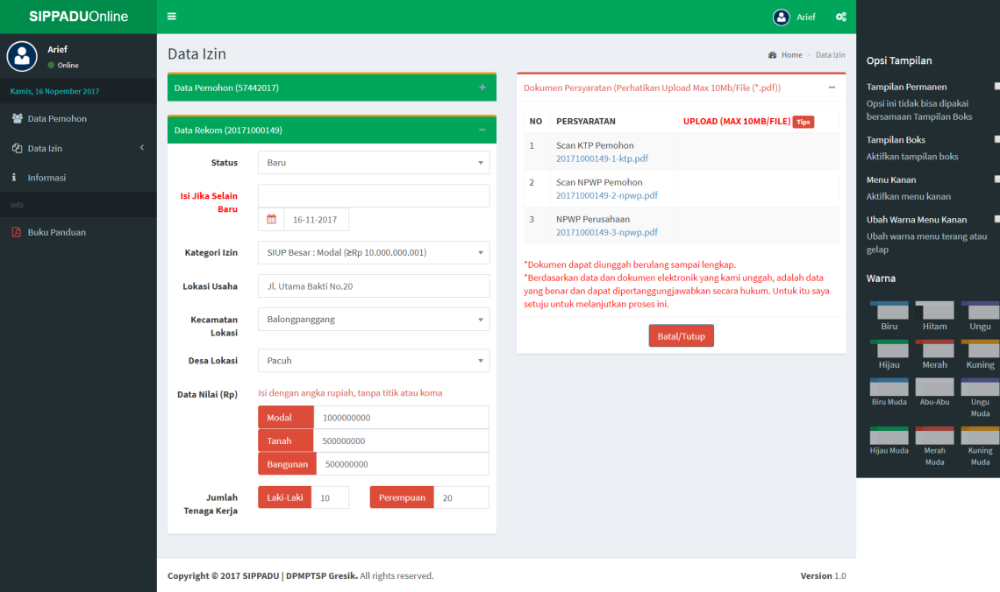 SIPPADUOnline
Arief
Arief
Online
Kamis, 16 Nopember 2017
Data Pemohon
Data Izin
Informasi
Info
Buku Panduan
Data Izin
Home > Data Izin
Data Pemohon (57442017)
Data Rekom (20171000149)
Status
Baru
Isi Jika Selain
Baru
16-11-2017
Kategori Izin
SIUP Besar : Modal (≥Rp 10.000.000.001)
Lokasi Usaha
Jl. Utama Bakti No.20
Kecamatan
Lokasi
Balongpanggang
Desa Lokasi
Pacuh
Data Nilai (Rp)
Isi dengan angka rupiah, tanpa titik atau koma
Modal
1000000000
Tanah
500000000
Bangunan
500000000
Jumlah
Tenaga Kerja
Laki-Laki
10
Perempuan
20
Dokumen Persyaratan (Perhatikan Upload Max 10Mb/File (*.pdf))
NO PERSYARATAN UPLOAD (MAX 10MB/FILE) Tips
1 Scan KTP Pemohon
20171000149-1-ktp.pdf
2 Scan NPWP Pemohon
20171000149-2-npwp.pdf
3 NPWP Perusahaan
20171000149-3-npwp.pdf
*Dokumen dapat diunggah berulang sampai lengkap.
*Berdasarkan data dan dokumen elektronik yang kami unggah, adalah data
yang benar dan dapat dipertanggungjawabkan secara hukum. Untuk itu saya
setuju untuk melanjutkan proses ini.
Batal/Tutup
Opsi Tampilan
Tampilan Permanen
Opsi ini tidak bisa dipakai
bersamaan Tampilan Boks
Tampilan Boks
Aktifkan tampilan boks
Menu Kanan
Aktifkan menu kanan
Ubah Warna Menu Kanan
Ubah warna menu terang atau
gelap
Warna
Biru Hitam Ungu
Hijau Merah Kuning
Biru Muda Abu-Abu Ungu
Muda
Hijau Muda Merah Kuning
Muda Muda
Copyright © 2017 SIPPADU | DPMPTSP Gresik. All rights reserved.
Version 1.0